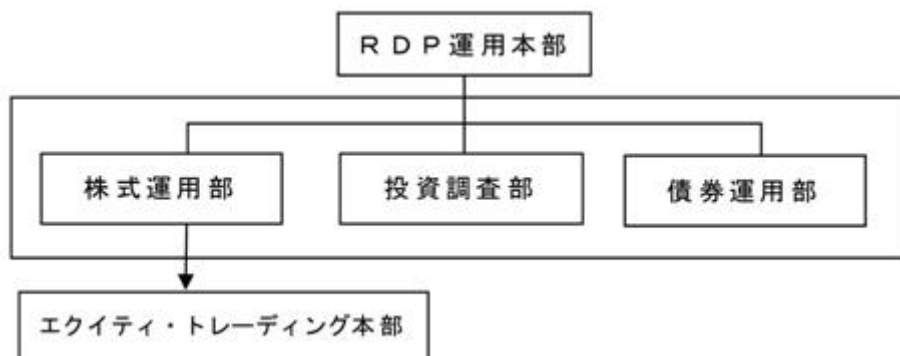 ＲＤＰ運用本部
株式運用部
投資調査部
債券運用部
エクイティ・トレーディング本部